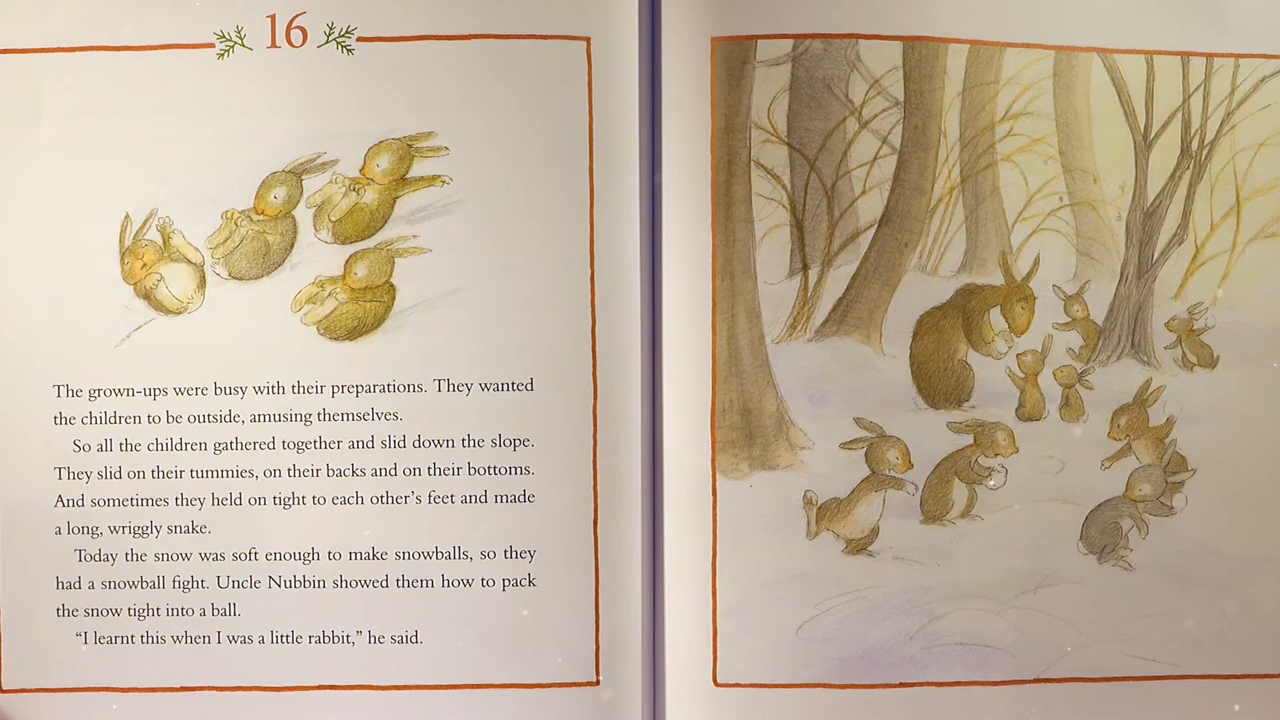 16
The grown-ups were busy with their preparations. They wanted
the children to be outside, amusing themselves.
So all the children gathered together and slid down the slope.
They slid on their tummies, on their backs and on their bottoms.
And sometimes they held on tight to each other’s feet and made
a long, wriggly snake.
Today the snow was soft enough to make snowballs, so they
had a snowball fight. Uncle Nubbin showed them how to pack
the snow tight into a ball.
“I learnt this when I was a little rabbit,” he said.